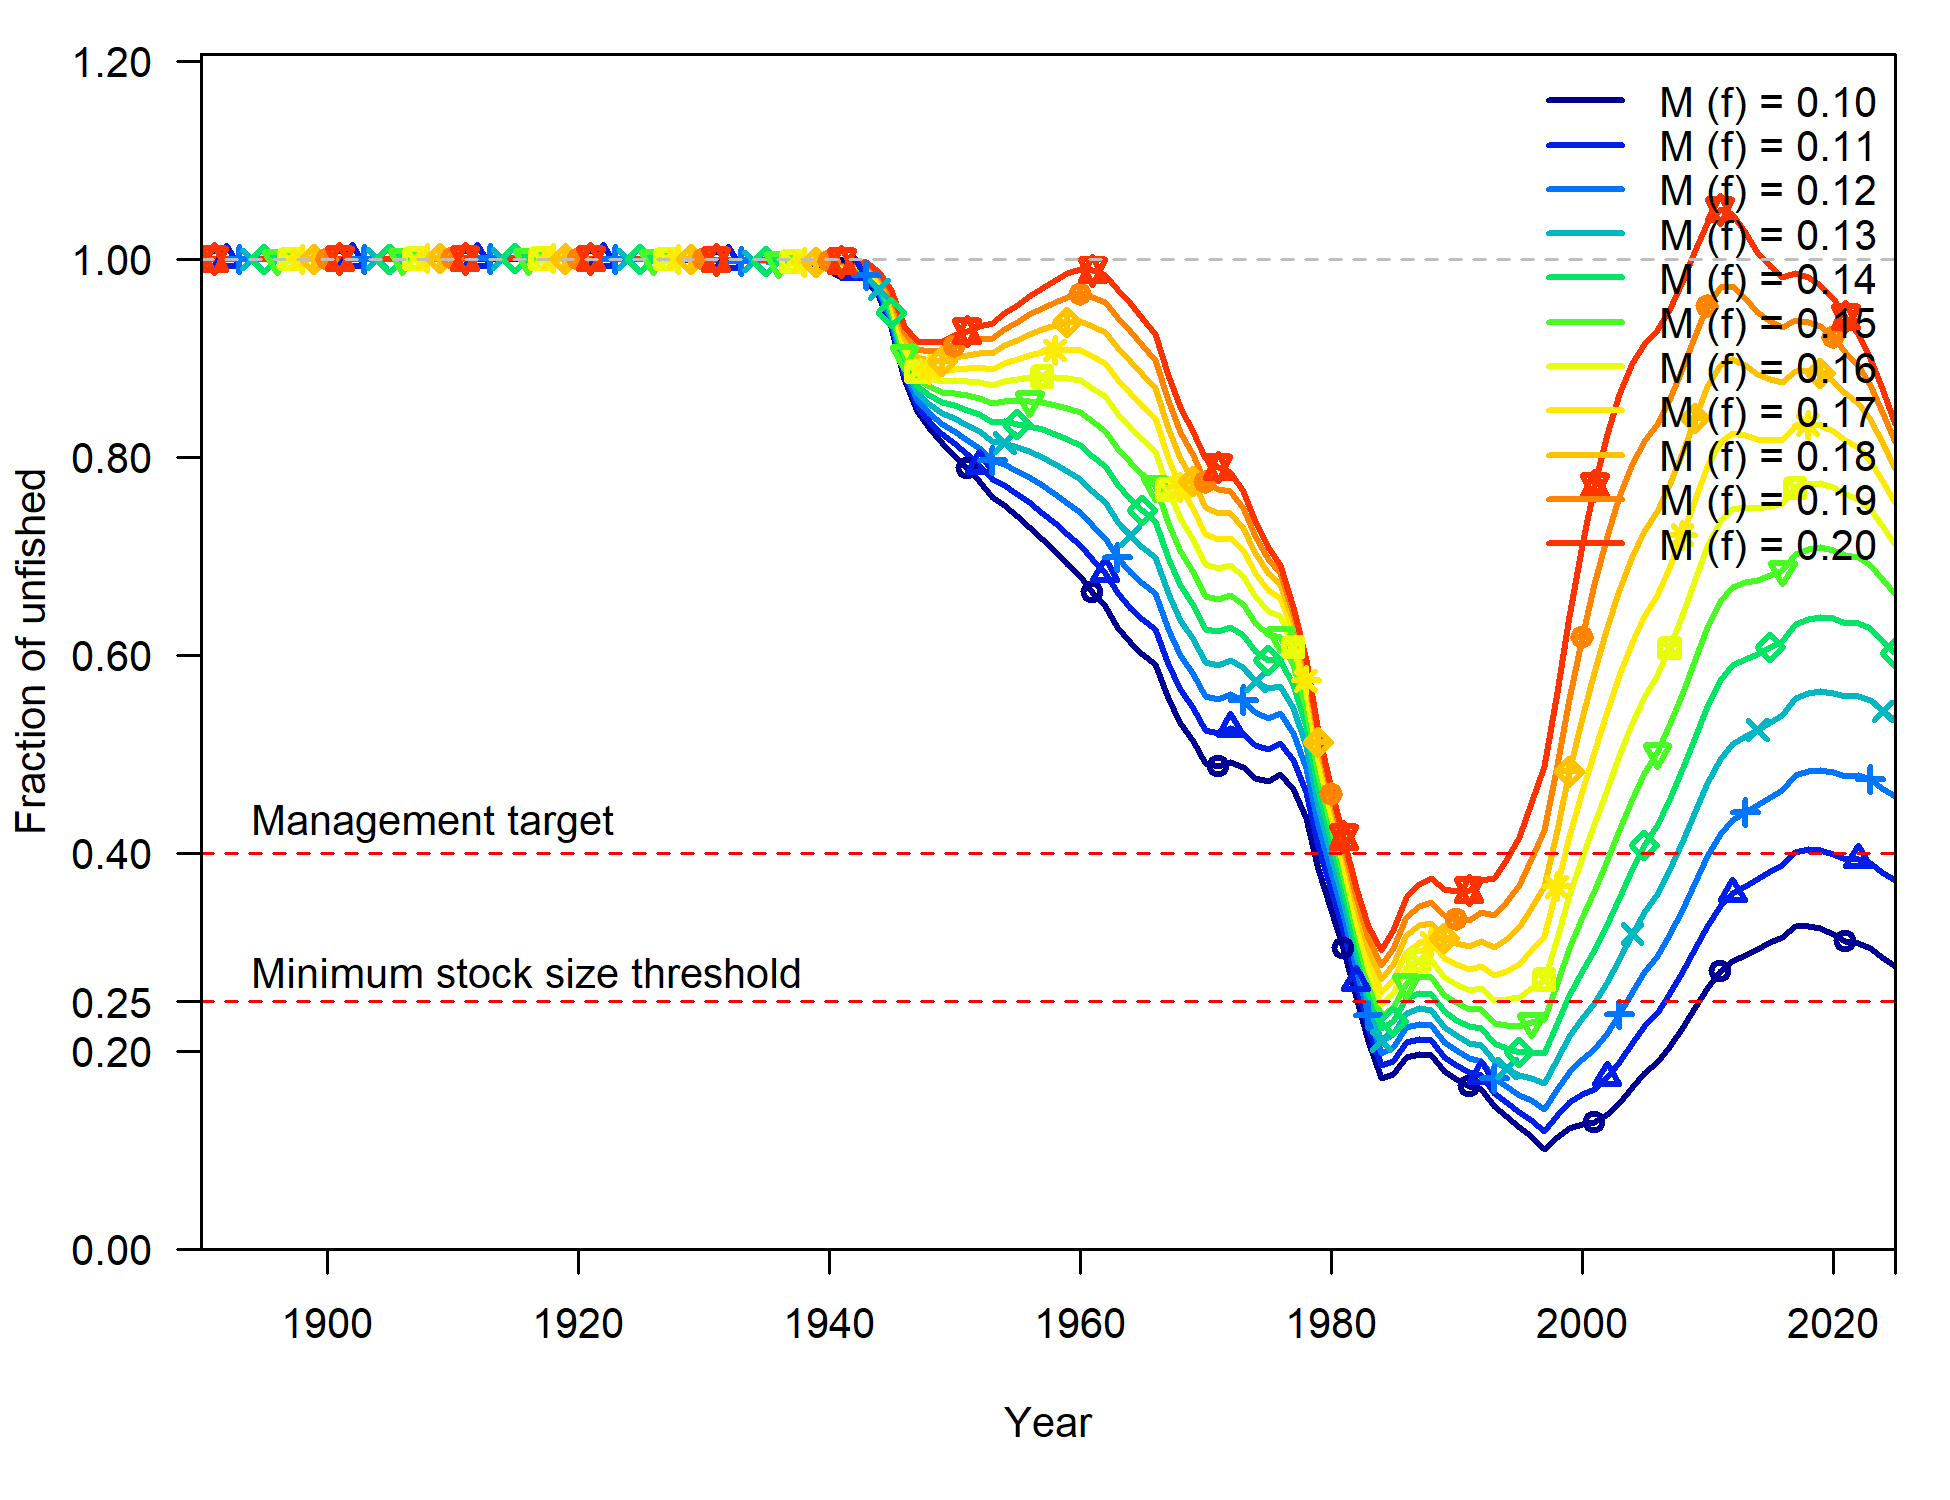 1.20
1.00
0.80
0.60
0.40
0.25
0.20
0.00
Fraction of unfished
M (f) = 0.10
M (f) = 0.11
M (f) = 0.12
M (f) = 0.13
M (f) = 0.14
M (f) = 0.15
M (f) = 0.16
M (f) = 0.17
M (f) = 0.18
M (f) = 0.19
M (f) = 0.20
Management target
Minimum stock size threshold
1900 1920 1940 1960 1980 2000 2020
Year